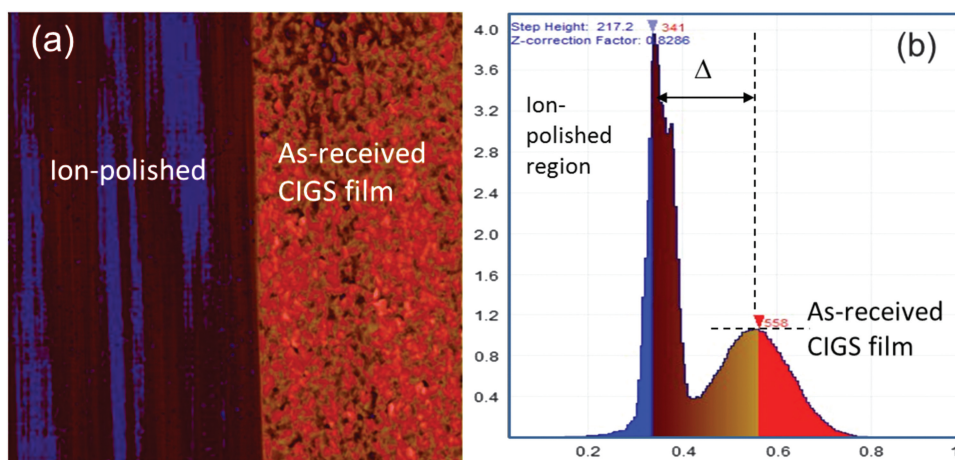 (a)
Ion-polished
As-received
CIGS film
Step Height: 217.2
341
Z-correction Factor: 0.8286
(b)
Δ
Ion-
polished
region
As-received
CIGS film
558
4.0
3.6
3.2
2.8
2.4
2.0
1.6
1.2
0.8
0.4
0.2
0.4
0.6
0.8
1